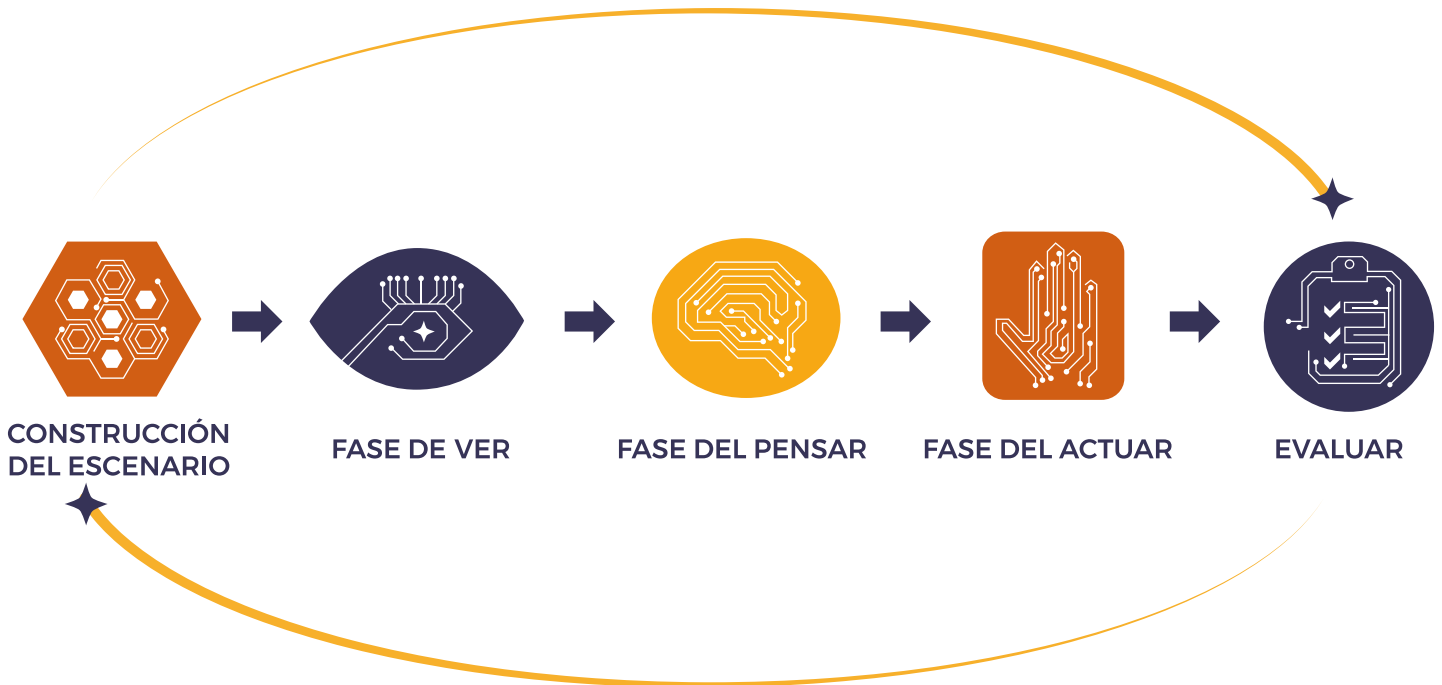 CONSTRUCCIÓN
DEL ESCENARIO
FASE DE VER
FASE DEL PENSAR
FASE DEL ACTUAR
EVALUAR